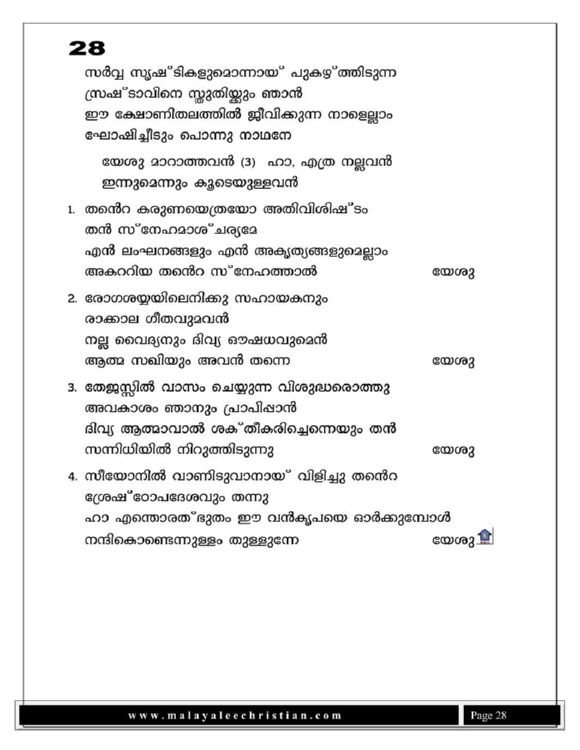 28
സർവ്വ സൃഷ്ടികളുമൊന്നായ് പുകഴ്ത്തിടുന്ന
സ്രഷ്ടാവിനെ സ്തുതിയ്ക്കും ഞാൻ
ഈ ക്ഷോണിതലത്തിൽ ജീവിക്കുന്ന നാളെല്ലാം
ഘോഷിച്ചീടും പൊന്നു നാഥനേ
യേശു മാറാത്തവൻ (3) ഹാ, എത്ര നല്ലവൻ
ഇന്നുമെന്നും കൂടെയുള്ളവൻ
1. തൻെറ കരുണയെത്രയോ അതിവിശിഷ്ടം
തൻ സ്നേഹമാശ്ചര്യമേ
എൻ ലംഘനങ്ങളും എൻ അകൃത്യങ്ങളുമെല്ലാം
അകററിയ തൻെറ സ്നേഹത്താൽ യേശു
2. രോഗശയ്യയിലെനിക്കു സഹായകനും
രാക്കാല ഗീതവുമവൻ
നല്ല വൈദ്യനും ദിവ്യ ഔഷധവുമെൻ
ആത്മ സഖിയും അവൻ തന്നെ യേശു
3. തേജസ്സിൽ വാസം ചെയ്യുന്ന വിശുദ്ധരൊത്തു
അവകാശം ഞാനും പ്രാപിപ്പാൻ
ദിവ്യ ആത്മാവാൽ ശക്തീകരിച്ചെന്നെയും തൻ
സന്നിധിയിൽ നിറുത്തിടുന്നു യേശു
4. സീയോനിൽ വാണിടുവാനായ് വിളിച്ചു തൻെറ
ശ്രേഷ്ഠോപദേശവും തന്നു
ഹാ എന്തൊരത്ഭുതം ഈ വൻകൃപയെ ഓർക്കുമ്പോൾ
നന്ദികൊണ്ടെന്നുള്ളം തുള്ളുന്നേ യേശു
www.malayaleechristian.com Page 28